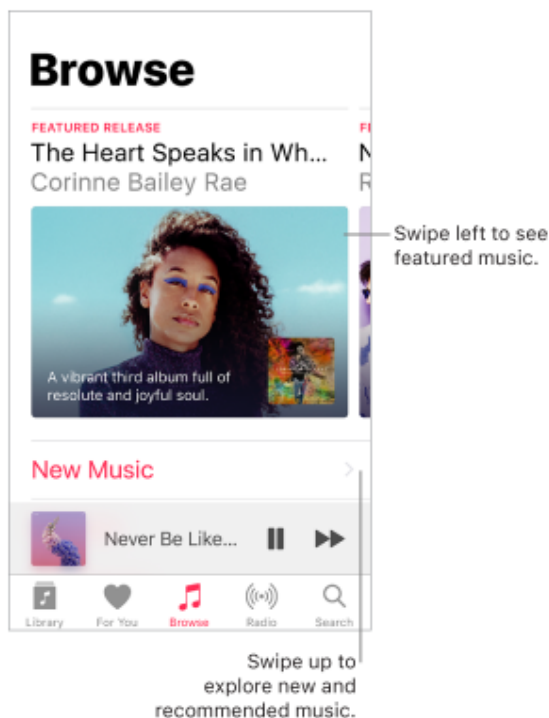 Browse
FEATURED RELEASE
The Heart Speaks in Wh...
Corinne Bailey Rae
Swipe left to see
featured music.
A vibrant third album full of
resolute and joyful soul.
New Music
Never Be Like...
Library
For You
Browse
Radio
Search
Swipe up to
explore new and
recommended music.